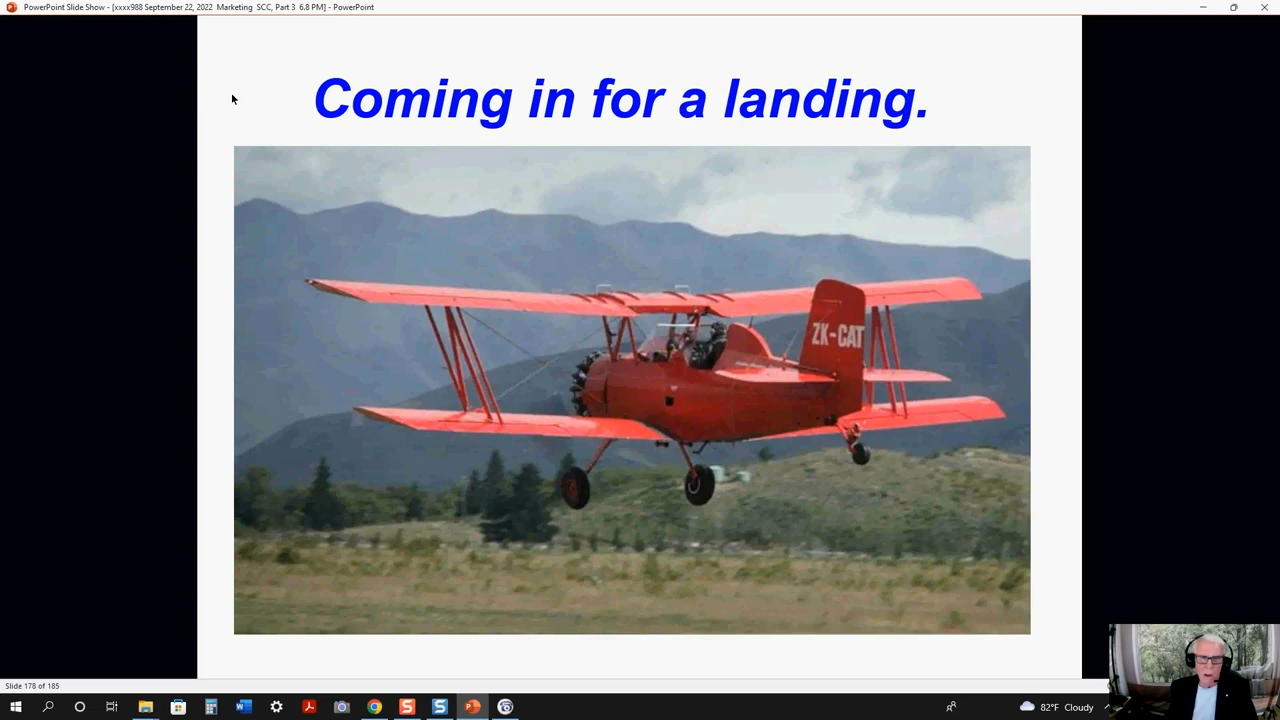 PowerPoint Slide Show - [xxxx988 September 22, 2022  Marketing  SCC, Part 3  6.8 PM] - PowerPoint
Coming in for a landing.
ZK-CAT
Slide 178 of 185
82°F Cloudy